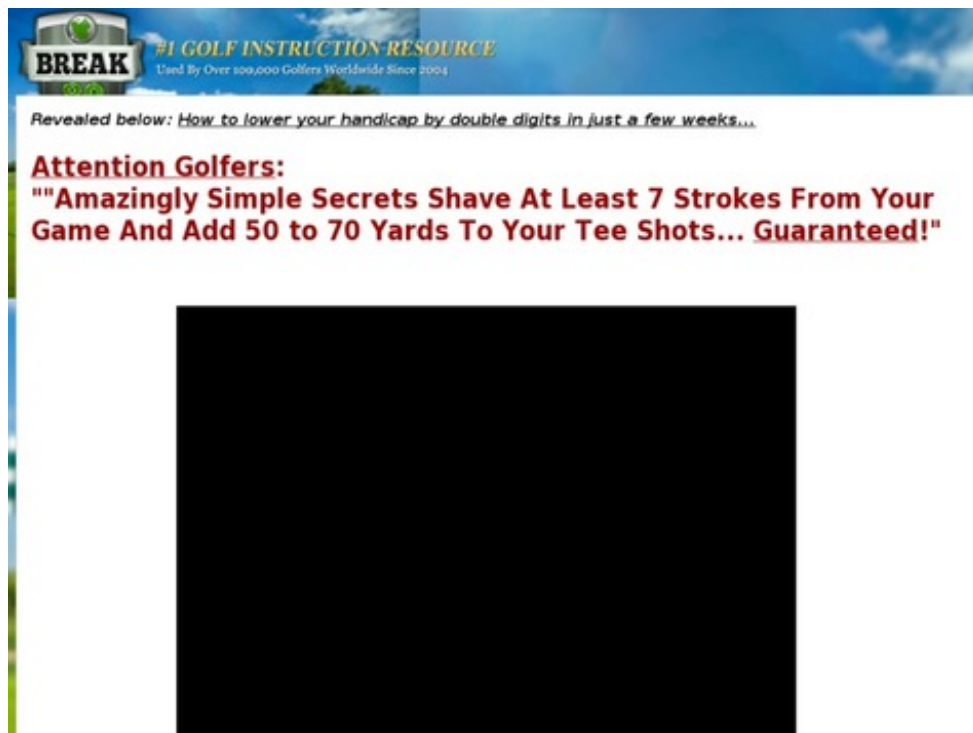 BREAK
#1 GOLF INSTRUCTION RESOURCE
Used By Over 100,000 Golfers Worldwide Since 2004
Revealed below: How to lower your handicap by double digits in just a few weeks...
Attention Golfers:
""Amazingly Simple Secrets Shave At Least 7 Strokes From Your
Game And Add 50 to 70 Yards To Your Tee Shots... Guaranteed!"